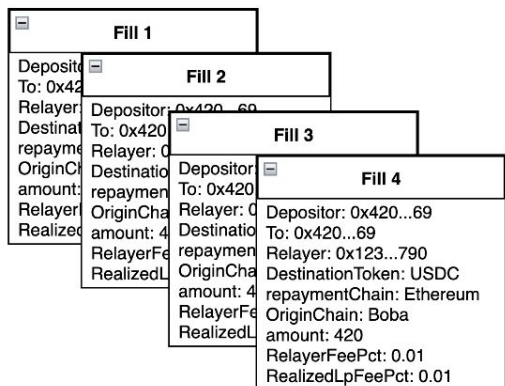 Fill 1
Deposito
To: 0x42
Relayer:
Destinat
repayme
OriginCh
amount:
Relayerl
Realized
Fill 2
Depositor: 0x420...69
To: 0x420
Relayer: 0
Destinatio
repaymen
OriginCha
amount: 4
RelayerFe
RealizedL
Fill 3
Depositor:
To: 0x420
Relayer: 0
Destinatio
repaymen
OriginCha
amount: 4
RelayerFe
RealizedL
Fill 4
Depositor: 0x420...69
To: 0x420...69
Relayer: 0x123...790
DestinationToken: USDC
repaymentChain: Ethereum
OriginChain: Boba
amount: 420
RelayerFeePct: 0.01
RealizedLpFeePct: 0.01